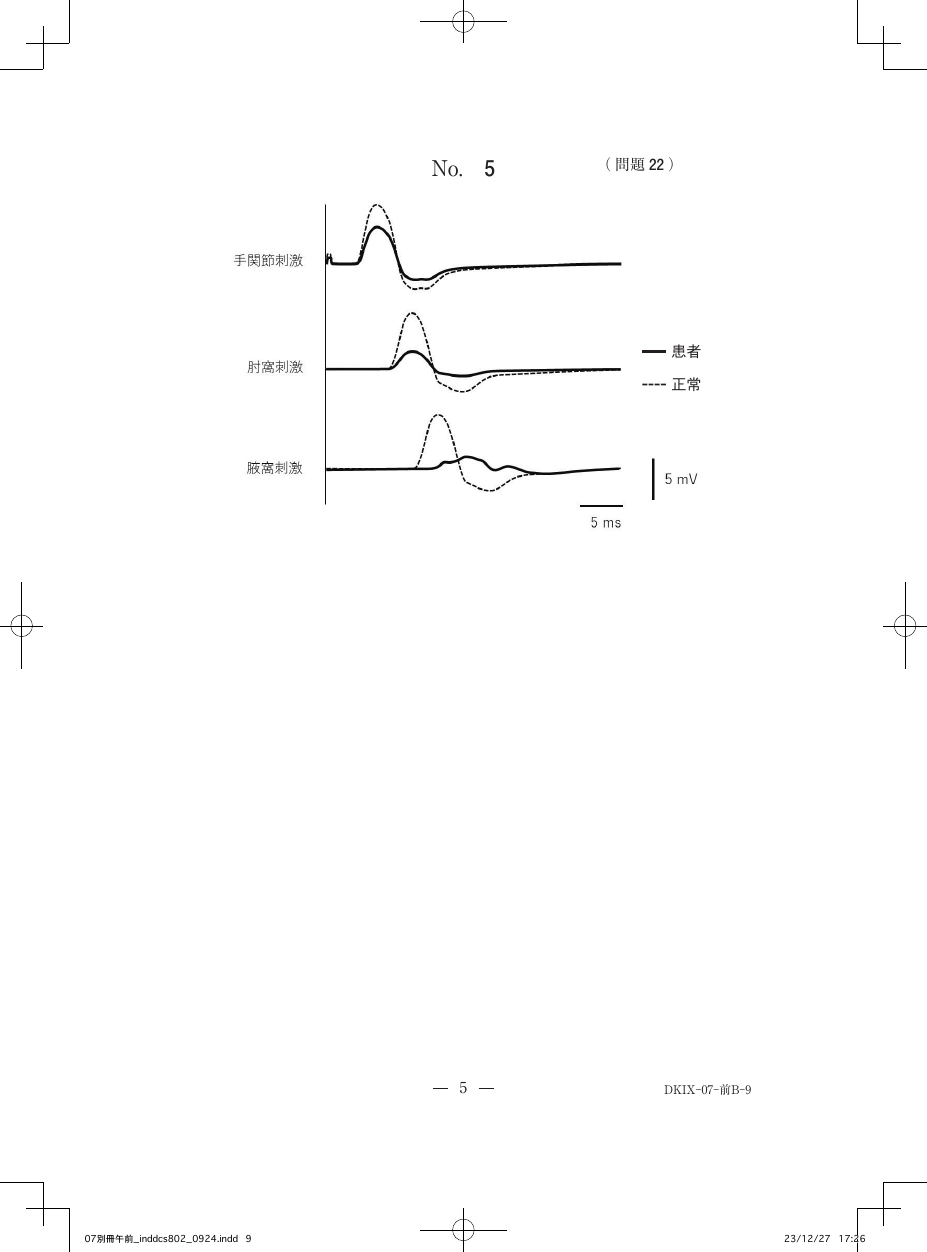 No. 5
（問題 22）
手関節刺激
肘窩刺激
患者
正常
腋窩刺激
5 mV
5 ms
— 5 —
DKIX-07-前B-9
07別冊午前_inddcs802_0924.indd 9
23/12/27 17:26